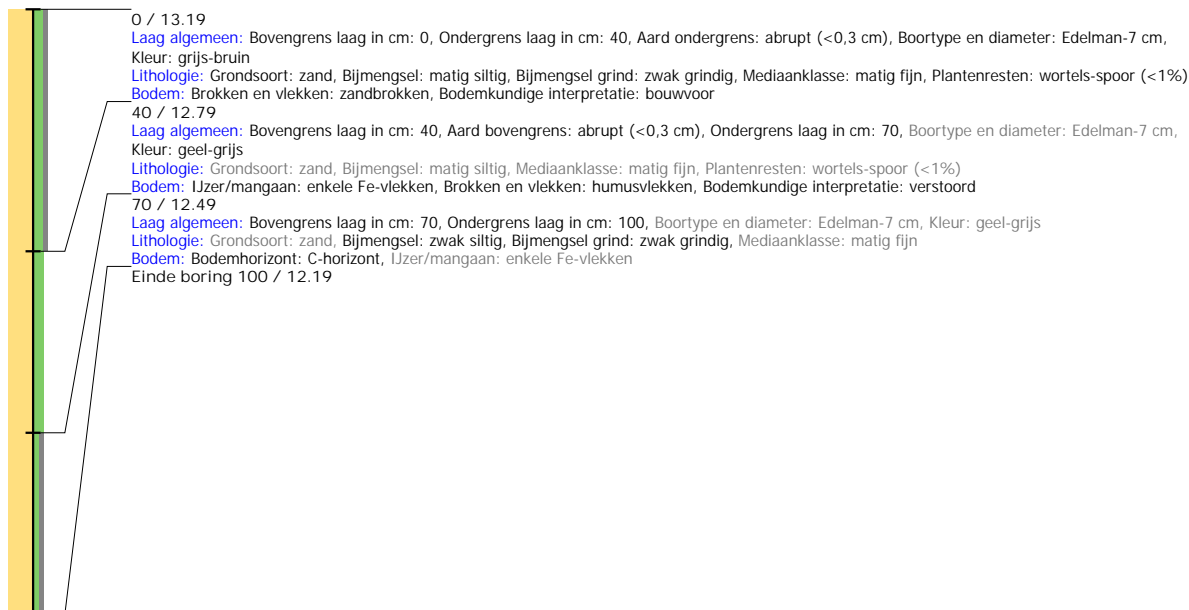 0 / 13.19
Laag algemeen: Bovengrens laag in cm: 0, Ondergrens laag in cm: 40, Aard ondergrens: abrupt (<0,3 cm), Boortype en diameter: Edelman-7 cm,
Kleur: grijs-bruin
Lithologie: Grondsoort: zand, Bijmengsel: matig siltig, Bijmengsel grind: zwak grindig, Mediaanklasse: matig fijn, Plantenresten: wortels-spoor (<1%)
Bodem: Brokken en vlekken: zandbrokken, Bodemkundige interpretatie: bouwvoor
40 / 12.79
Laag algemeen: Bovengrens laag in cm: 40, Aard bovengrens: abrupt (<0,3 cm), Ondergrens laag in cm: 70, Boortype en diameter: Edelman-7 cm,
Kleur: geel-grijs
Lithologie: Grondsoort: zand, Bijmengsel: matig siltig, Mediaanklasse: matig fijn, Plantenresten: wortels-spoor (<1%)
Bodem: IJzer/mangaan: enkele Fe-vlekken, Brokken en vlekken: humusvlekken, Bodemkundige interpretatie: verstoord
70 / 12.49
Laag algemeen: Bovengrens laag in cm: 70, Ondergrens laag in cm: 100, Boortype en diameter: Edelman-7 cm, Kleur: geel-grijs
Lithologie: Grondsoort: zand, Bijmengsel: zwak siltig, Bijmengsel grind: zwak grindig, Mediaanklasse: matig fijn
Bodem: Bodemhorizont: C-horizont, IJzer/mangaan: enkele Fe-vlekken
Einde boring 100 / 12.19